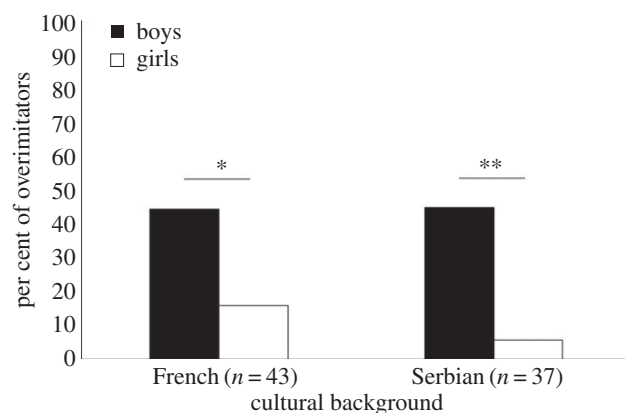 per cent of overimitators
100
90
80
70
60
50
40
30
20
10
0
boys
girls
*
**
French (n = 43)
Serbian (n = 37)
cultural background